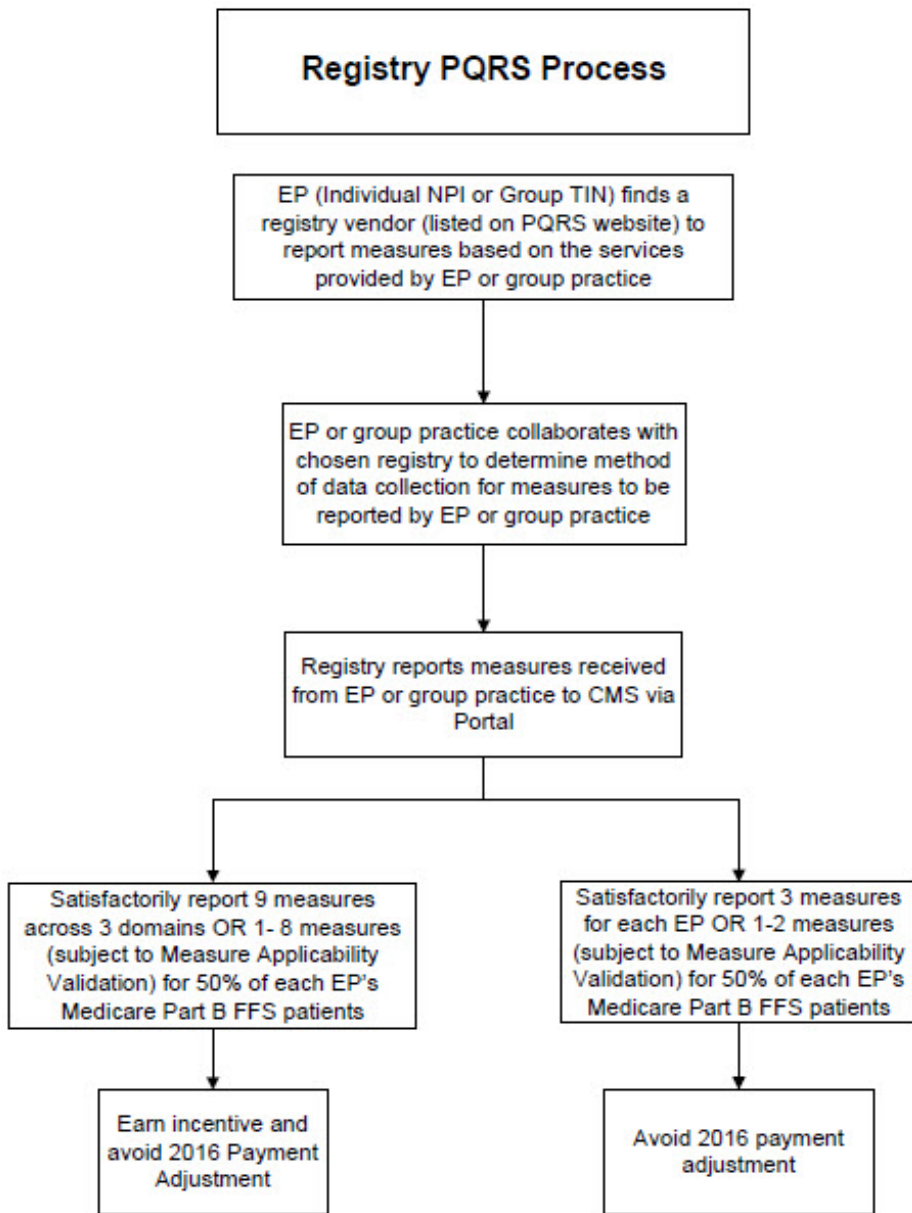 Registry PQRS Process
EP (Individual NPI or Group TIN) finds a
registry vendor (listed on PQRS website) to
report measures based on the services
provided by EP or group practice
EP or group practice collaborates with
chosen registry to determine method
of data collection for measures to be
reported by EP or group practice
Registry reports measures received
from EP or group practice to CMS via
Portal
Satisfactorily report 9 measures
across 3 domains OR 1- 8 measures
(subject to Measure Applicability
Validation) for 50% of each EP's
Medicare Part B FFS patients
Satisfactorily report 3 measures
for each EP OR 1-2 measures
(subject to Measure Applicability
Validation) for 50% of each EP's
Medicare Part B FFS patients
Earn incentive and
avoid 2016 Payment
Adjustment
Avoid 2016 payment
adjustment